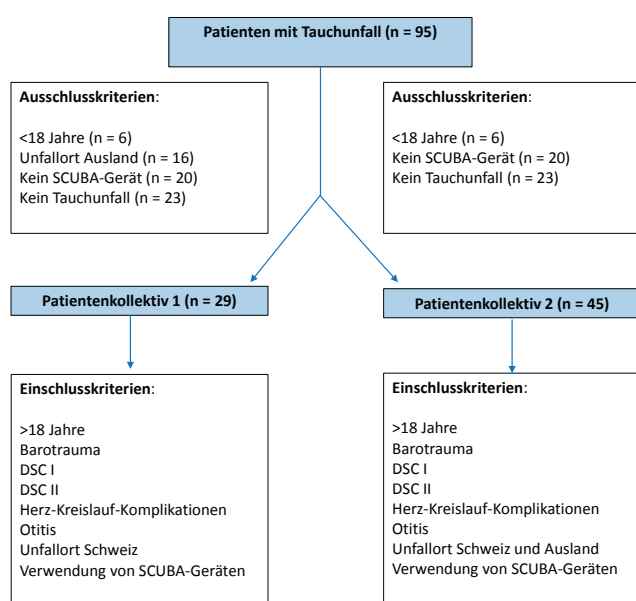 Patienten mit Tauchunfall (n = 95)
Ausschlusskriterien:
<18 Jahre (n = 6)
Unfallort Ausland (n = 16)
Kein SCUBA-Gerät (n = 20)
Kein Tauchunfall (n = 23)
Ausschlusskriterien:
<18 Jahre (n = 6)
Kein SCUBA-Gerät (n = 20)
Kein Tauchunfall (n = 23)
Patientenkollektiv 1 (n = 29)
Patientenkollektiv 2 (n = 45)
Einschlusskriterien:
>18 Jahre
Barotrauma
DSC I
DSC II
Herz-Kreislauf-Komplikationen
Otitis
Unfallort Schweiz
Verwendung von SCUBA-Geräten
Einschlusskriterien:
>18 Jahre
Barotrauma
DSC I
DSC II
Herz-Kreislauf-Komplikationen
Otitis
Unfallort Schweiz und Ausland
Verwendung von SCUBA-Geräten